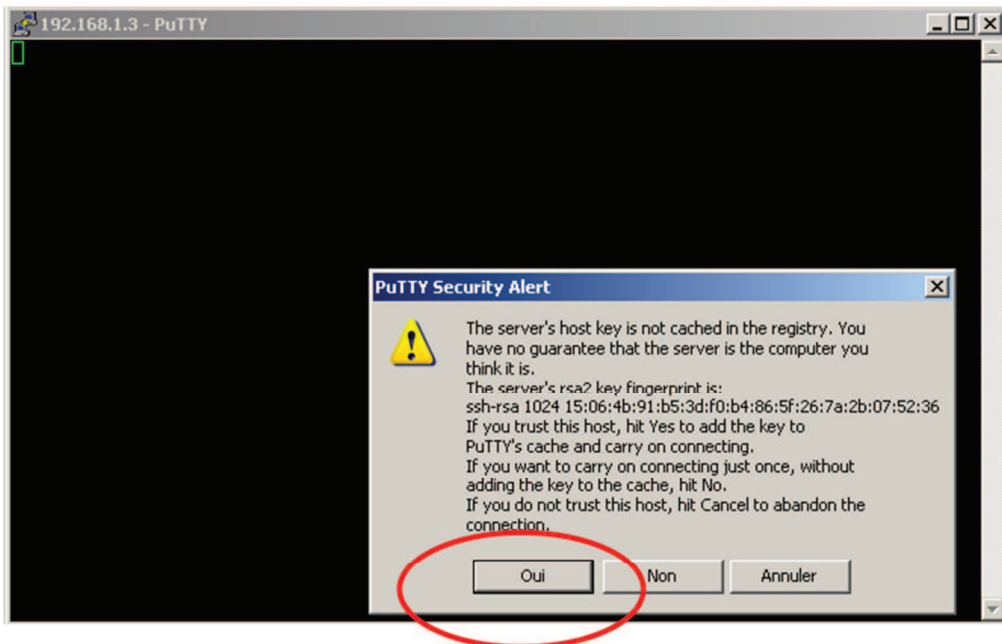 192.168.1.3 - PuTTY
PuTTY Security Alert
The server's host key is not cached in the registry. You
have no guarantee that the server is the computer you
think it is.
The server's rsa2 key fingerprint is:
ssh-rsa 1024 15:06:4b:91:b5:3d:f0:b4:86:5f:26:7a:2b:07:52:36
If you trust this host, hit Yes to add the key to
PuTTY's cache and carry on connecting.
If you want to carry on connecting just once, without
adding the key to the cache, hit No.
If you do not trust this host, hit Cancel to abandon the
connection.
Oui Non Annuler